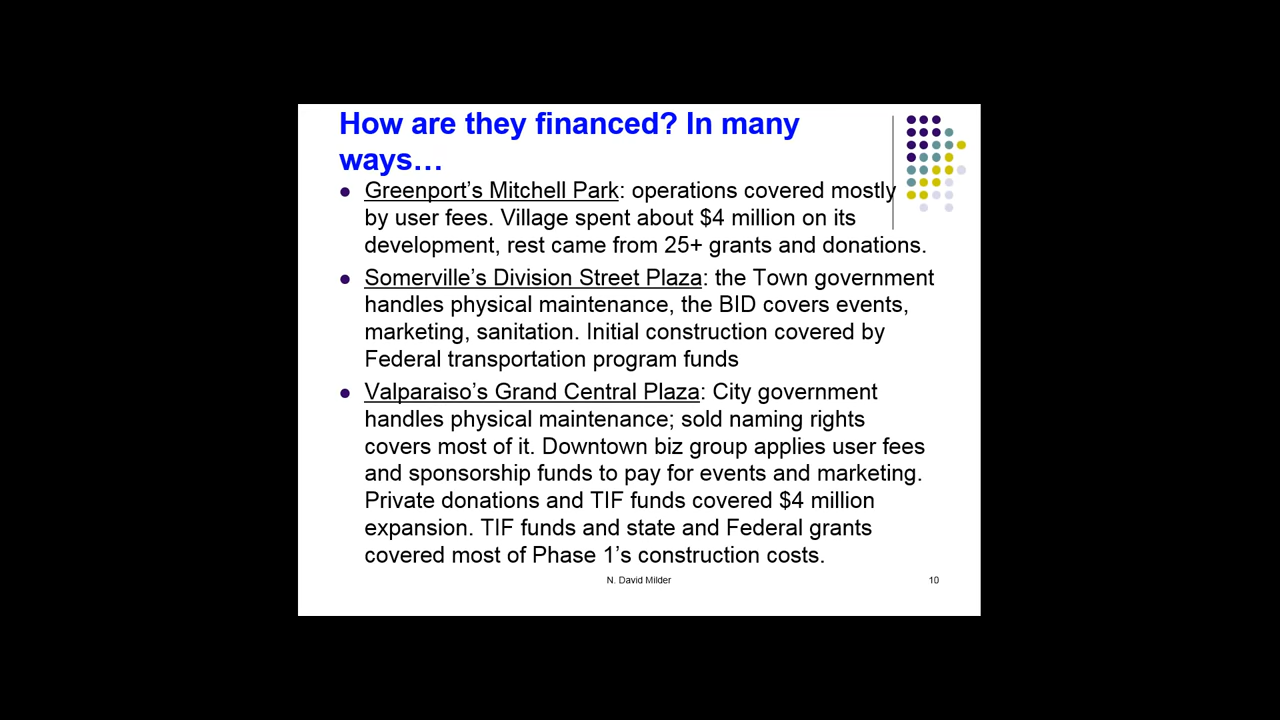 How are they financed? In many
ways…
● Greenport’s Mitchell Park: operations covered mostly
by user fees. Village spent about $4 million on its
development, rest came from 25+ grants and donations.
● Somerville’s Division Street Plaza: the Town government
handles physical maintenance, the BID covers events,
marketing, sanitation. Initial construction covered by
Federal transportation program funds
● Valparaiso’s Grand Central Plaza: City government
handles physical maintenance; sold naming rights
covers most of it. Downtown biz group applies user fees
and sponsorship funds to pay for events and marketing.
Private donations and TIF funds covered $4 million
expansion. TIF funds and state and Federal grants
covered most of Phase 1’s construction costs.
N. David Milder
10